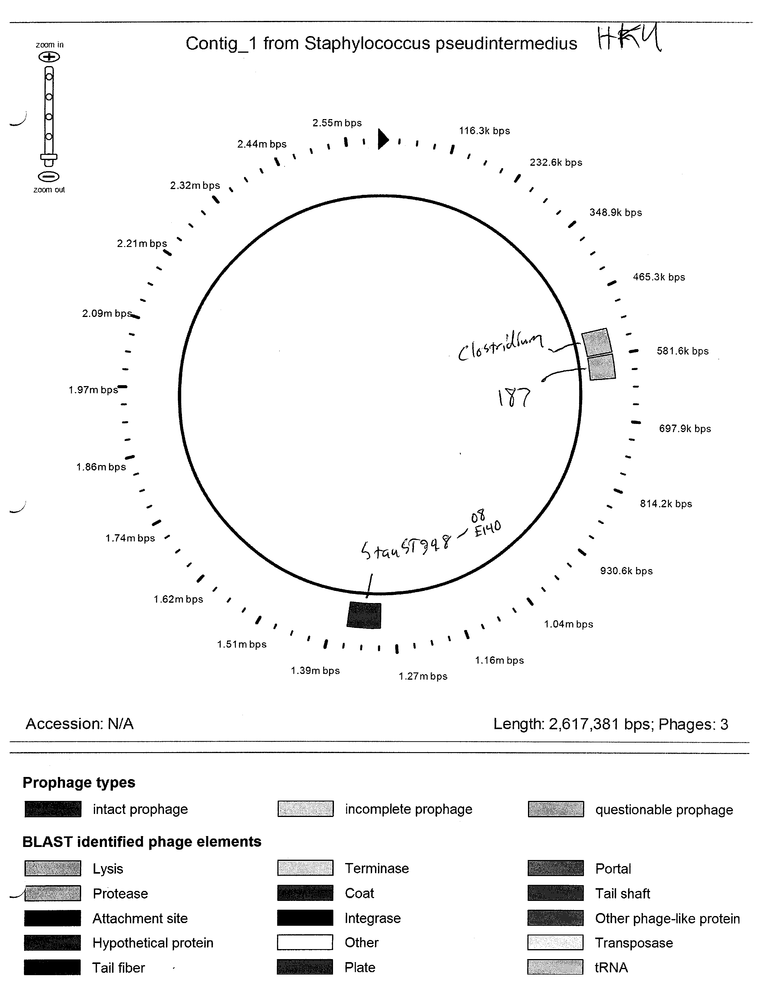 Contig_1 from Staphylococcus pseudintermedius HKU
zoom in
zoom out
2.55m bps
116.3k bps
2.44m bps
232.6k bps
2.32m bps
348.9k bps
2.21m bps
465.3k bps
2.09m bps
581.6k bps
1.97m bps
697.9k bps
1.86m bps
814.2k bps
1.74m bps
930.6k bps
1.62m bps
1.04m bps
1.51m bps
1.16m bps
1.39m bps
1.27m bps
Clostridium
187
08
StauST398 - E140
Accession: N/A
Length: 2,617,381 bps; Phages: 3
Prophage types
intact prophage
incomplete prophage
questionable prophage
BLAST identified phage elements
Lysis
Terminase
Portal
Protease
Coat
Tail shaft
Attachment site
Integrase
Other phage-like protein
Hypothetical protein
Other
Transposase
Tail fiber
Plate
tRNA